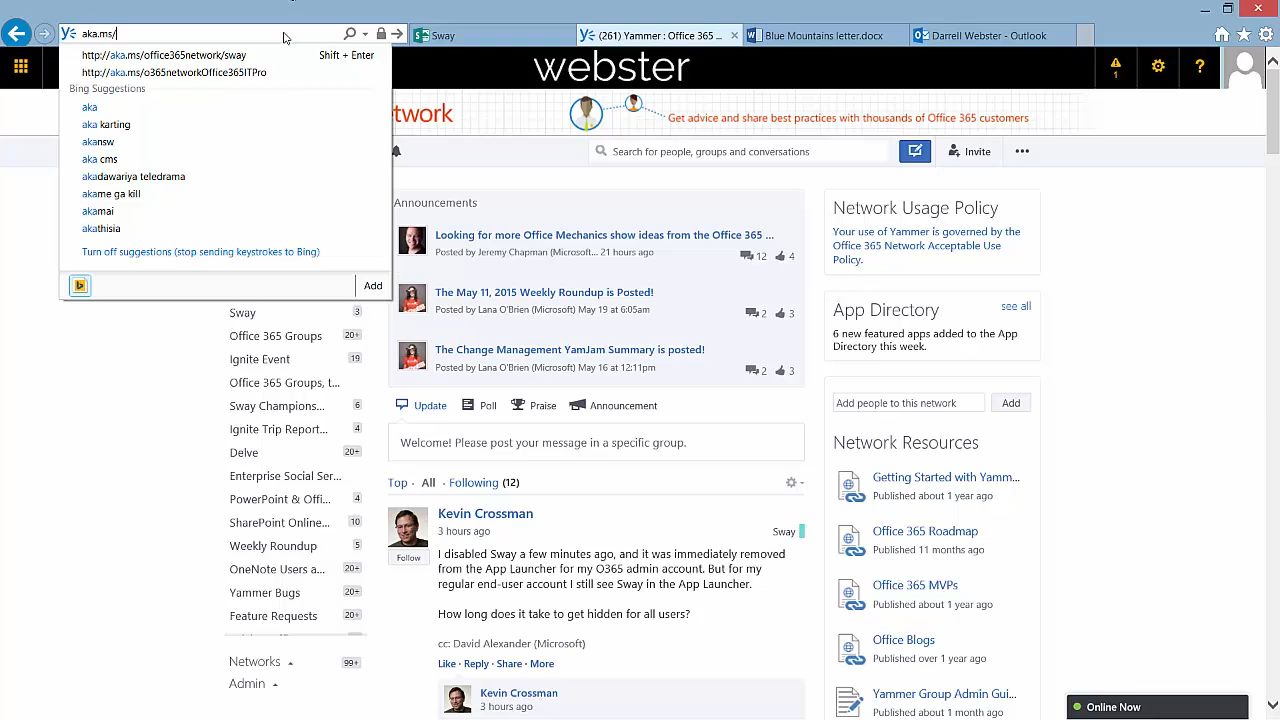 aka.ms/
Sway
(261) Yammer : Office 365 ...
Blue Mountains letter.docx
Darrell Webster - Outlook
http://aka.ms/office365network/sway Shift + Enter
http://aka.ms/o365networkOffice365ITPro
Bing Suggestions
aka
aka karting
akansw
aka cms
akadawariya teledrama
akame ga kill
akamai
akathisia
Turn off suggestions (stop sending keystrokes to Bing)
Add
webster
1
etwork
Get advice and share best practices with thousands of Office 365 customers
Search for people, groups and conversations
Invite
Sway 3
Office 365 Groups 20+
Ignite Event 19
Office 365 Groups, t...
Sway Champions... 6
Ignite Trip Report... 4
Delve 20+
Enterprise Social Ser...
PowerPoint & Offi... 4
SharePoint Online... 10
Weekly Roundup 5
OneNote Users a... 20+
Yammer Bugs 20+
Feature Requests 20+
Networks 99+
Admin
Announcements
Looking for more Office Mechanics show ideas from the Office 365 ...
Posted by Jeremy Chapman (Microsoft... 21 hours ago 12 4
The May 11, 2015 Weekly Roundup is Posted!
Posted by Lana O'Brien (Microsoft) May 19 at 6:05am 2 3
The Change Management YamJam Summary is posted!
Posted by Lana O'Brien (Microsoft) May 16 at 12:11pm 2 3
Update Poll Praise Announcement
Welcome! Please post your message in a specific group.
Top · All · Following (12)
Kevin Crossman
3 hours ago
Sway
Follow
I disabled Sway a few minutes ago, and it was immediately removed
from the App Launcher for my O365 admin account. But for my
regular end-user account I still see Sway in the App Launcher.
How long does it take to get hidden for all users?
cc: David Alexander (Microsoft)
Like · Reply · Share · More
Kevin Crossman
3 hours ago
Network Usage Policy
Your use of Yammer is governed by the
Office 365 Network Acceptable Use
Policy.
App Directory see all
6 new featured apps added to the App
Directory this week.
Add people to this network Add
Network Resources
Getting Started with Yamm...
Published about 1 year ago
Office 365 Roadmap
Published 11 months ago
Office 365 MVPs
Published about 1 year ago
Office Blogs
Published over 1 year ago
Yammer Group Admin Gui...
Published about 1 month ago
Online Now